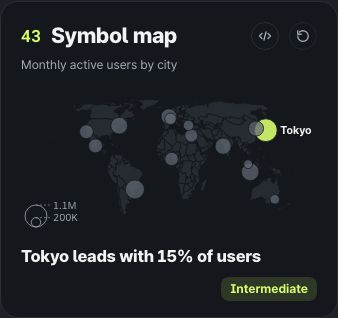 43 Symbol map
</>
Monthly active users by city
Tokyo
1.1M
200K
Tokyo leads with 15% of users
Intermediate